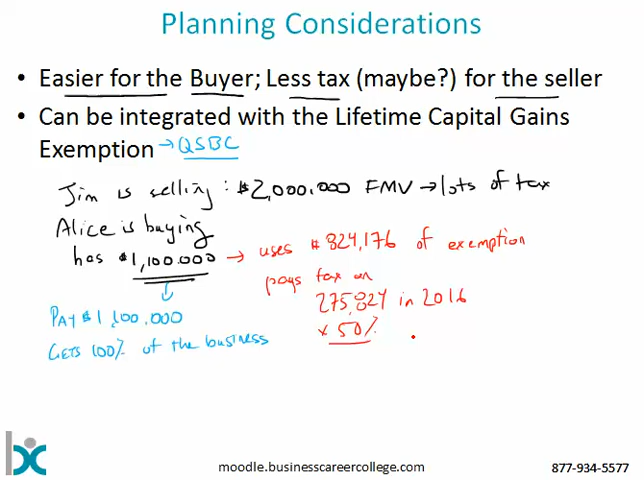 Planning Considerations
• Easier for the Buyer; Less tax (maybe?) for the seller
• Can be integrated with the Lifetime Capital Gains
Exemption → QSBC
Jim is selling: $2,000,000 FMV → lots of tax
Alice is buying
has $1,100.000 → uses $824,176 of exemption
pays tax on
275,824 in 2016
x 50%
PAY $1,100,000
GETS 100% of the business
moodle.businesscareercollege.com
877-934-5577